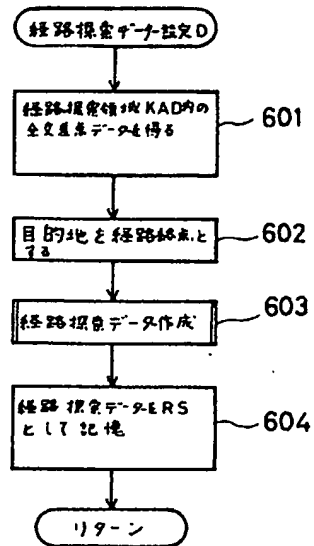 経路探索データー設定D
経路探索領域KAD内の
全交差点データを得る
601
目的地を経路終点と
する
602
経路探索データ作成
603
経路探索データERS
として記憶
604
リターン